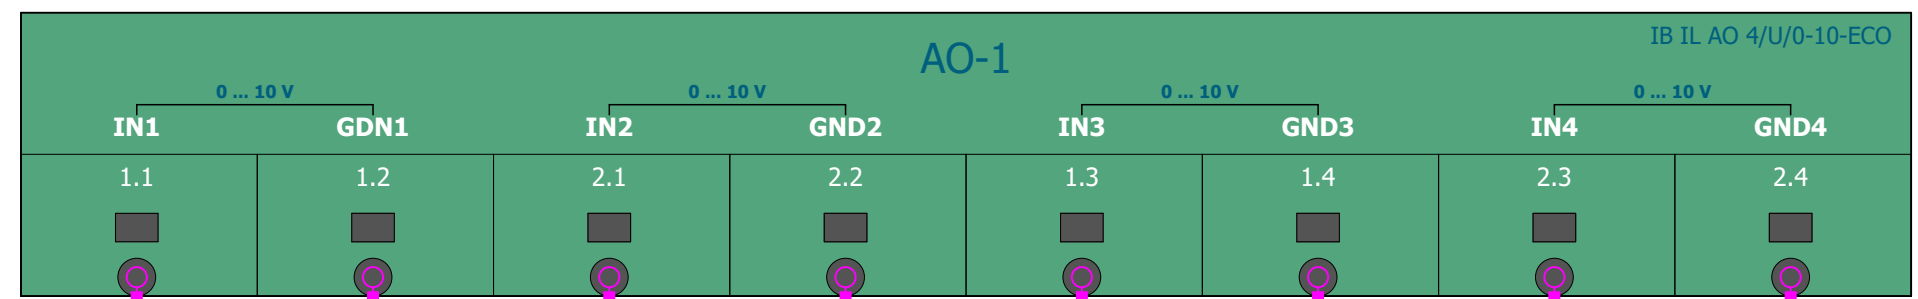 IB IL AO 4/U/0-10-ECO
AO-1
0 ... 10 V 0 ... 10 V 0 ... 10 V 0 ... 10 V
IN1 GDN1 IN2 GND2 IN3 GND3 IN4 GND4
1.1 1.2 2.1 2.2 1.3 1.4 2.3 2.4